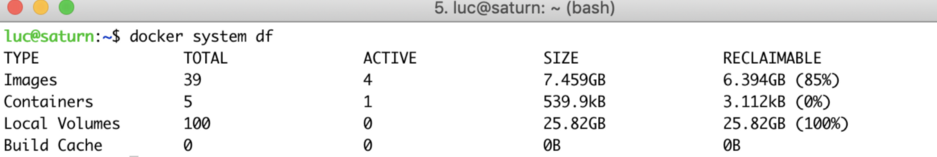 5. luc@saturn: ~ (bash)
luc@saturn:~$ docker system df
TYPE TOTAL ACTIVE SIZE RECLAIMABLE
Images 39 4 7.459GB 6.394GB (85%)
Containers 5 1 539.9kB 3.112kB (0%)
Local Volumes 100 0 25.82GB 25.82GB (100%)
Build Cache 0 0 0B 0B